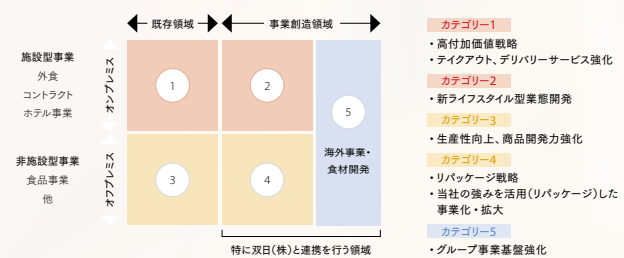 既存領域
事業創造領域
施設型事業
外食
コントラクト
ホテル事業
オンプレミス
1
2
5
海外事業・
食材開発
非施設型事業
食品事業
他
オフプレミス
3
4
特に双日(株)と連携を行う領域
カテゴリー1
・高付加価値戦略
・テイクアウト、デリバリーサービス強化
カテゴリー2
・新ライフスタイル型業態開発
カテゴリー3
・生産性向上、商品開発力強化
カテゴリー4
・リパッケージ戦略
・当社の強みを活用(リパッケージ)した
事業化・拡大
カテゴリー5
・グループ事業基盤強化